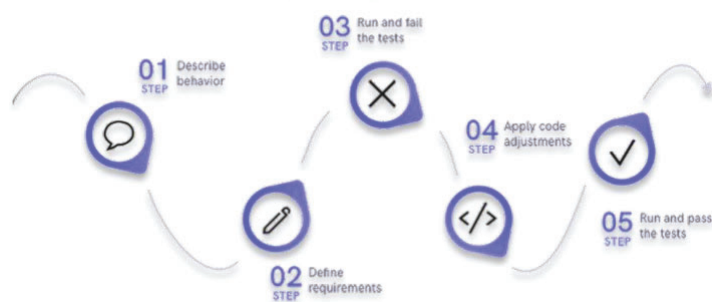 01 Describe
STEP behavior
02 Define
STEP requirements
03 Run and fail
STEP the tests
04 Apply code
STEP adjustments
05 Run and pass
STEP the tests